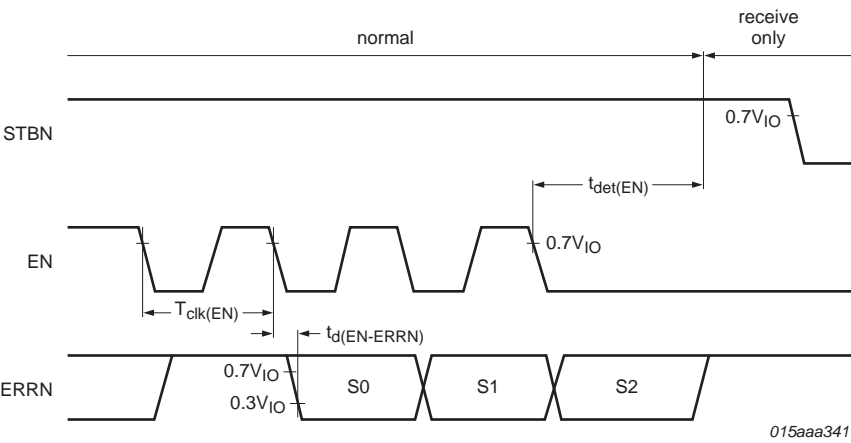 normal
receive
only
STBN
0.7VIO
tdet(EN)
EN
0.7VIO
Tclk(EN)
td(EN-ERRN)
ERRN
0.7VIO
0.3VIO
S0
S1
S2
015aaa341